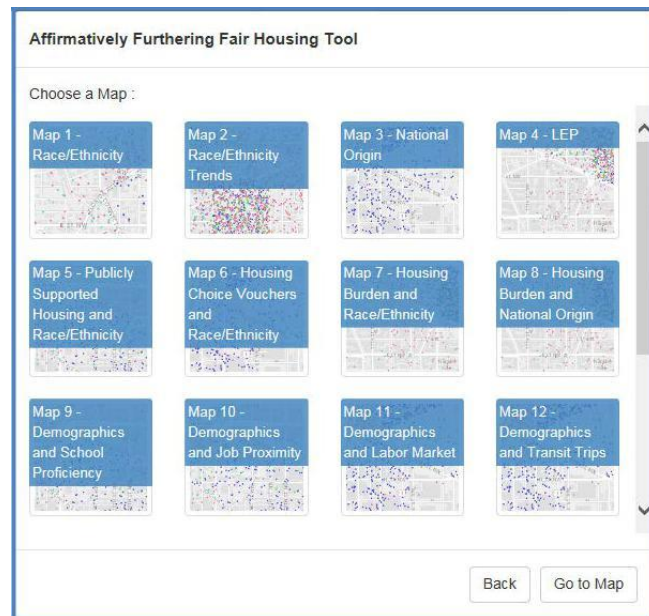 Affirmatively Furthering Fair Housing Tool
Choose a Map :
Map 1 -
Race/Ethnicity
Map 2 -
Race/Ethnicity
Trends
Map 3 - National
Origin
Map 4 - LEP
Map 5 - Publicly
Supported
Housing and
Race/Ethnicity
Map 6 - Housing
Choice Vouchers
and
Race/Ethnicity
Map 7 - Housing
Burden and
Race/Ethnicity
Map 8 - Housing
Burden and
National Origin
Map 9 -
Demographics
and School
Proficiency
Map 10 -
Demographics
and Job Proximity
Map 11 -
Demographics
and Labor Market
Map 12 -
Demographics
and Transit Trips
Back
Go to Map